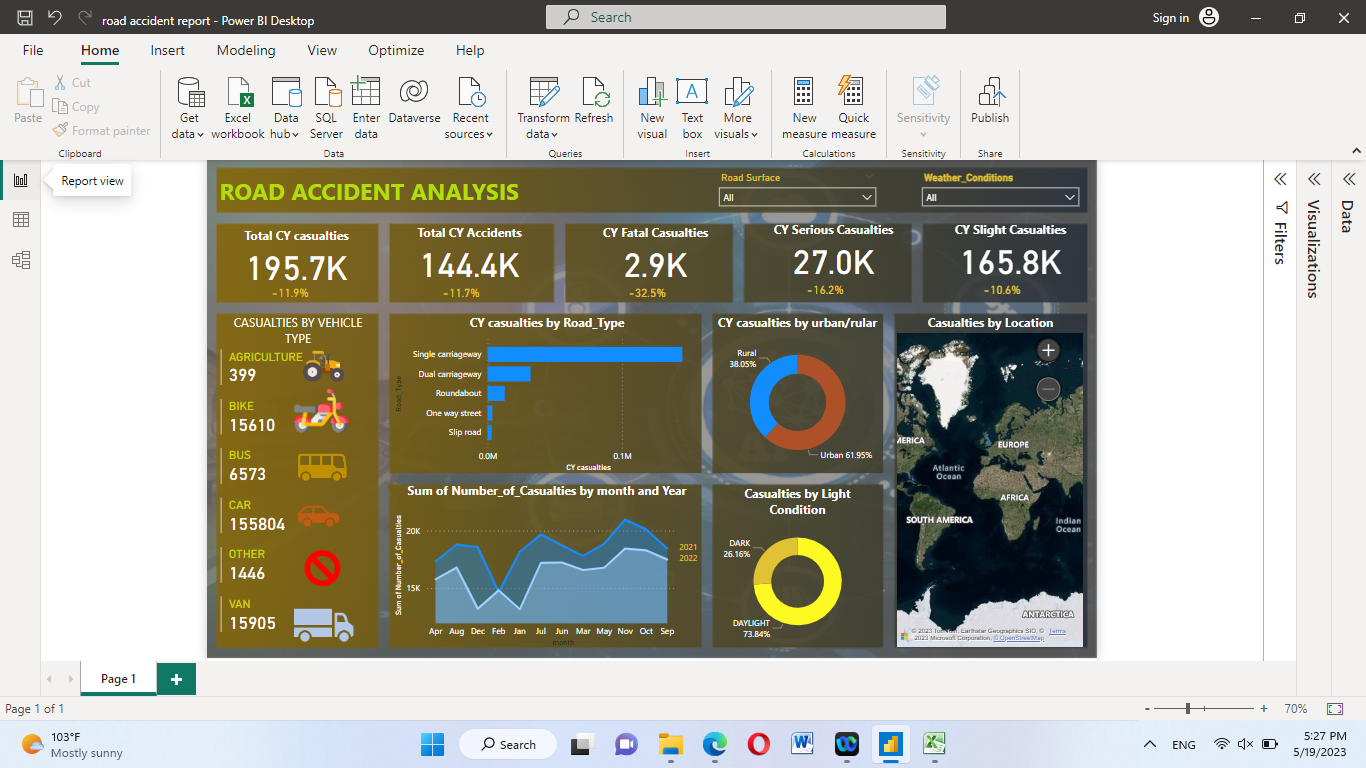 road accident report - Power BI Desktop
Search
Sign in
File Home Insert Modeling View Optimize Help
Paste
Cut
Copy
Format painter
Clipboard
Get data
Excel workbook
Data hub
SQL Server
Enter data
Dataverse
Recent sources
Data
Transform data
Refresh
Queries
New visual
Text box
More visuals
Insert
New measure
Quick measure
Calculations
Sensitivity
Sensitivity
Publish
Share
Report view
ROAD ACCIDENT ANALYSIS
Road Surface
All
Weather_Conditions
All
Total CY casualties
195.7K
-11.9%
Total CY Accidents
144.4K
-11.7%
CY Fatal Casualties
2.9K
-32.5%
CY Serious Casualties
27.0K
-16.2%
CY Slight Casualties
165.8K
-10.6%
CASUALTIES BY VEHICLE
TYPE
AGRICULTURE
399
BIKE
15610
BUS
6573
CAR
155804
OTHER
1446
VAN
15905
CY casualties by Road_Type
Road_Type
Single carriageway
Dual carriageway
Roundabout
One way street
Slip road
0.0M 0.1M
CY casualties
CY casualties by urban/rular
Rural
38.05%
Urban 61.95%
Casualties by Location
MERICA
EUROPE
Atlantic
Ocean
AFRICA
SOUTH AMERICA
Indian
Ocean
ANTARCTICA
© 2023 TomTom, Earthstar Geographics SIO, © Terms
2023 Microsoft Corporation, © OpenStreetMap
Sum of Number_of_Casualties by month and Year
Sum of Number_of_Casualties
20K
15K
2021
2022
Apr Aug Dec Feb Jan Jul Jun Mar May Nov Oct Sep
month
Casualties by Light
Condition
DARK
26.16%
DAYLIGHT
73.84%
Filters
Visualizations
Data
Page 1
Page 1 of 1
- + 70%
103°F
Mostly sunny
Search
ENG
5:27 PM
5/19/2023